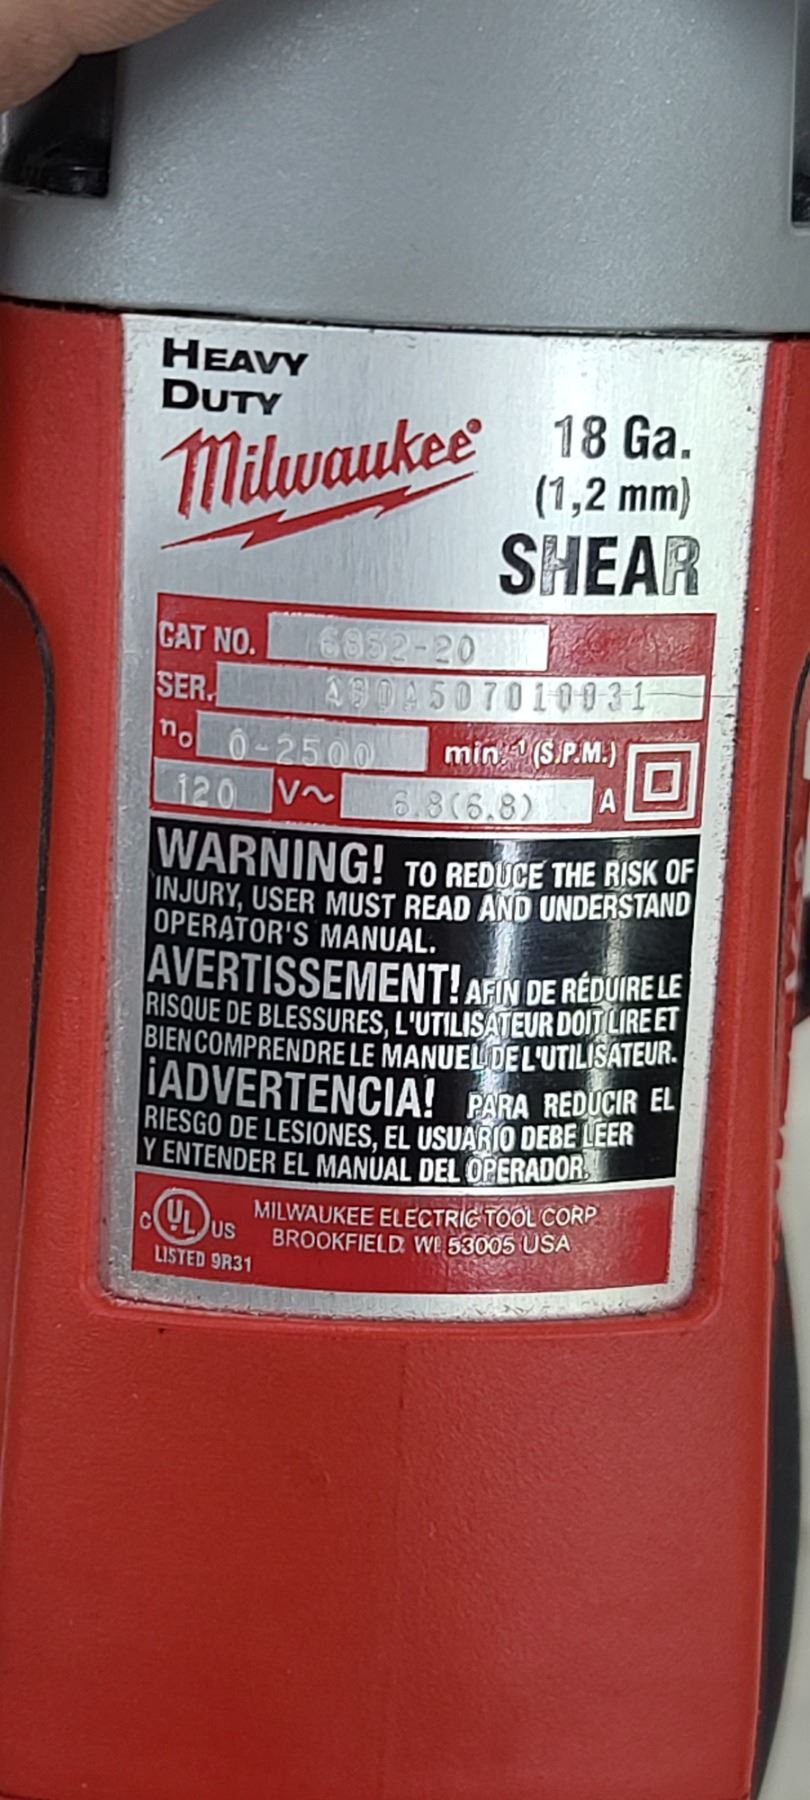 HEAVY
DUTY
Milwaukee®
18 Ga.
(1,2 mm)
SHEAR
CAT NO. 6852-20
SER.
no 0-2500 min.-1 (S.P.M.)
120 V~ 6.8(6.8) A
WARNING! TO REDUCE THE RISK OF
INJURY, USER MUST READ AND UNDERSTAND
OPERATOR'S MANUAL.
AVERTISSEMENT! AFIN DE RÉDUIRE LE
RISQUE DE BLESSURES, L'UTILISATEUR DOIT LIRE ET
BIEN COMPRENDRE LE MANUEL DE L'UTILISATEUR.
¡ADVERTENCIA! PARA REDUCIR EL
RIESGO DE LESIONES, EL USUARIO DEBE LEER
Y ENTENDER EL MANUAL DEL OPERADOR.
C UL US
LISTED 9R31
MILWAUKEE ELECTRIC TOOL CORP
BROOKFIELD WI 53005 USA